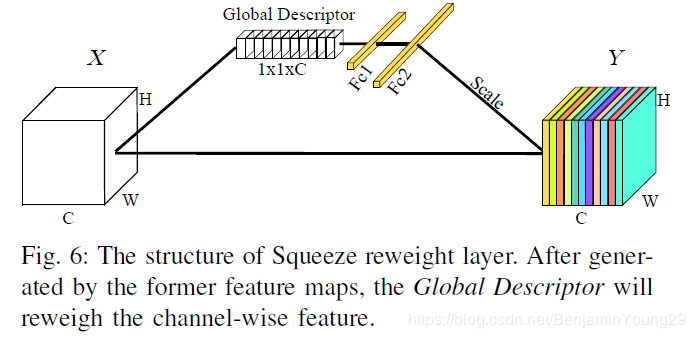 Global Descriptor
X
1x1xC
Fc1
Fc2
Scale
Y
H
H
W
W
C
C
Fig. 6: The structure of Squeeze reweight layer. After gener-
ated by the former feature maps, the Global Descriptor will
reweigh the channel-wise feature.
https://blog.csdn.net/BenjaminYoung29